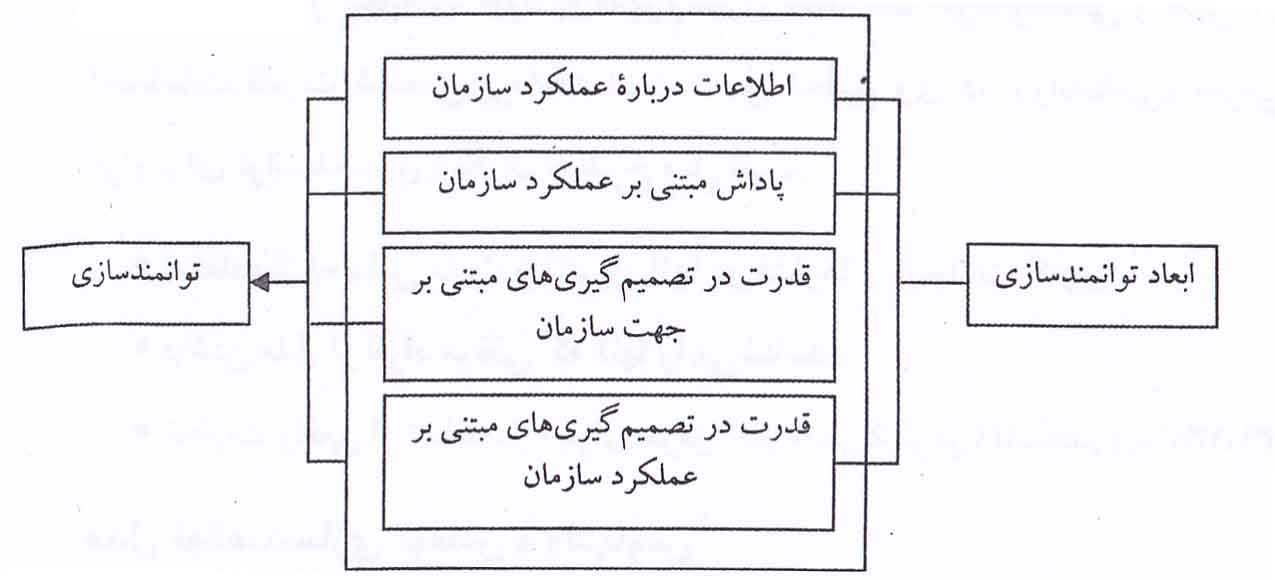 ابعاد توانمندسازی
اطلاعات دربارهٔ عملکرد سازمان
پاداش مبتنی بر عملکرد سازمان
قدرت در تصمیم گیری‌های مبتنی بر
جهت سازمان
قدرت در تصمیم گیری‌های مبتنی بر
عملکرد سازمان
توانمندسازی